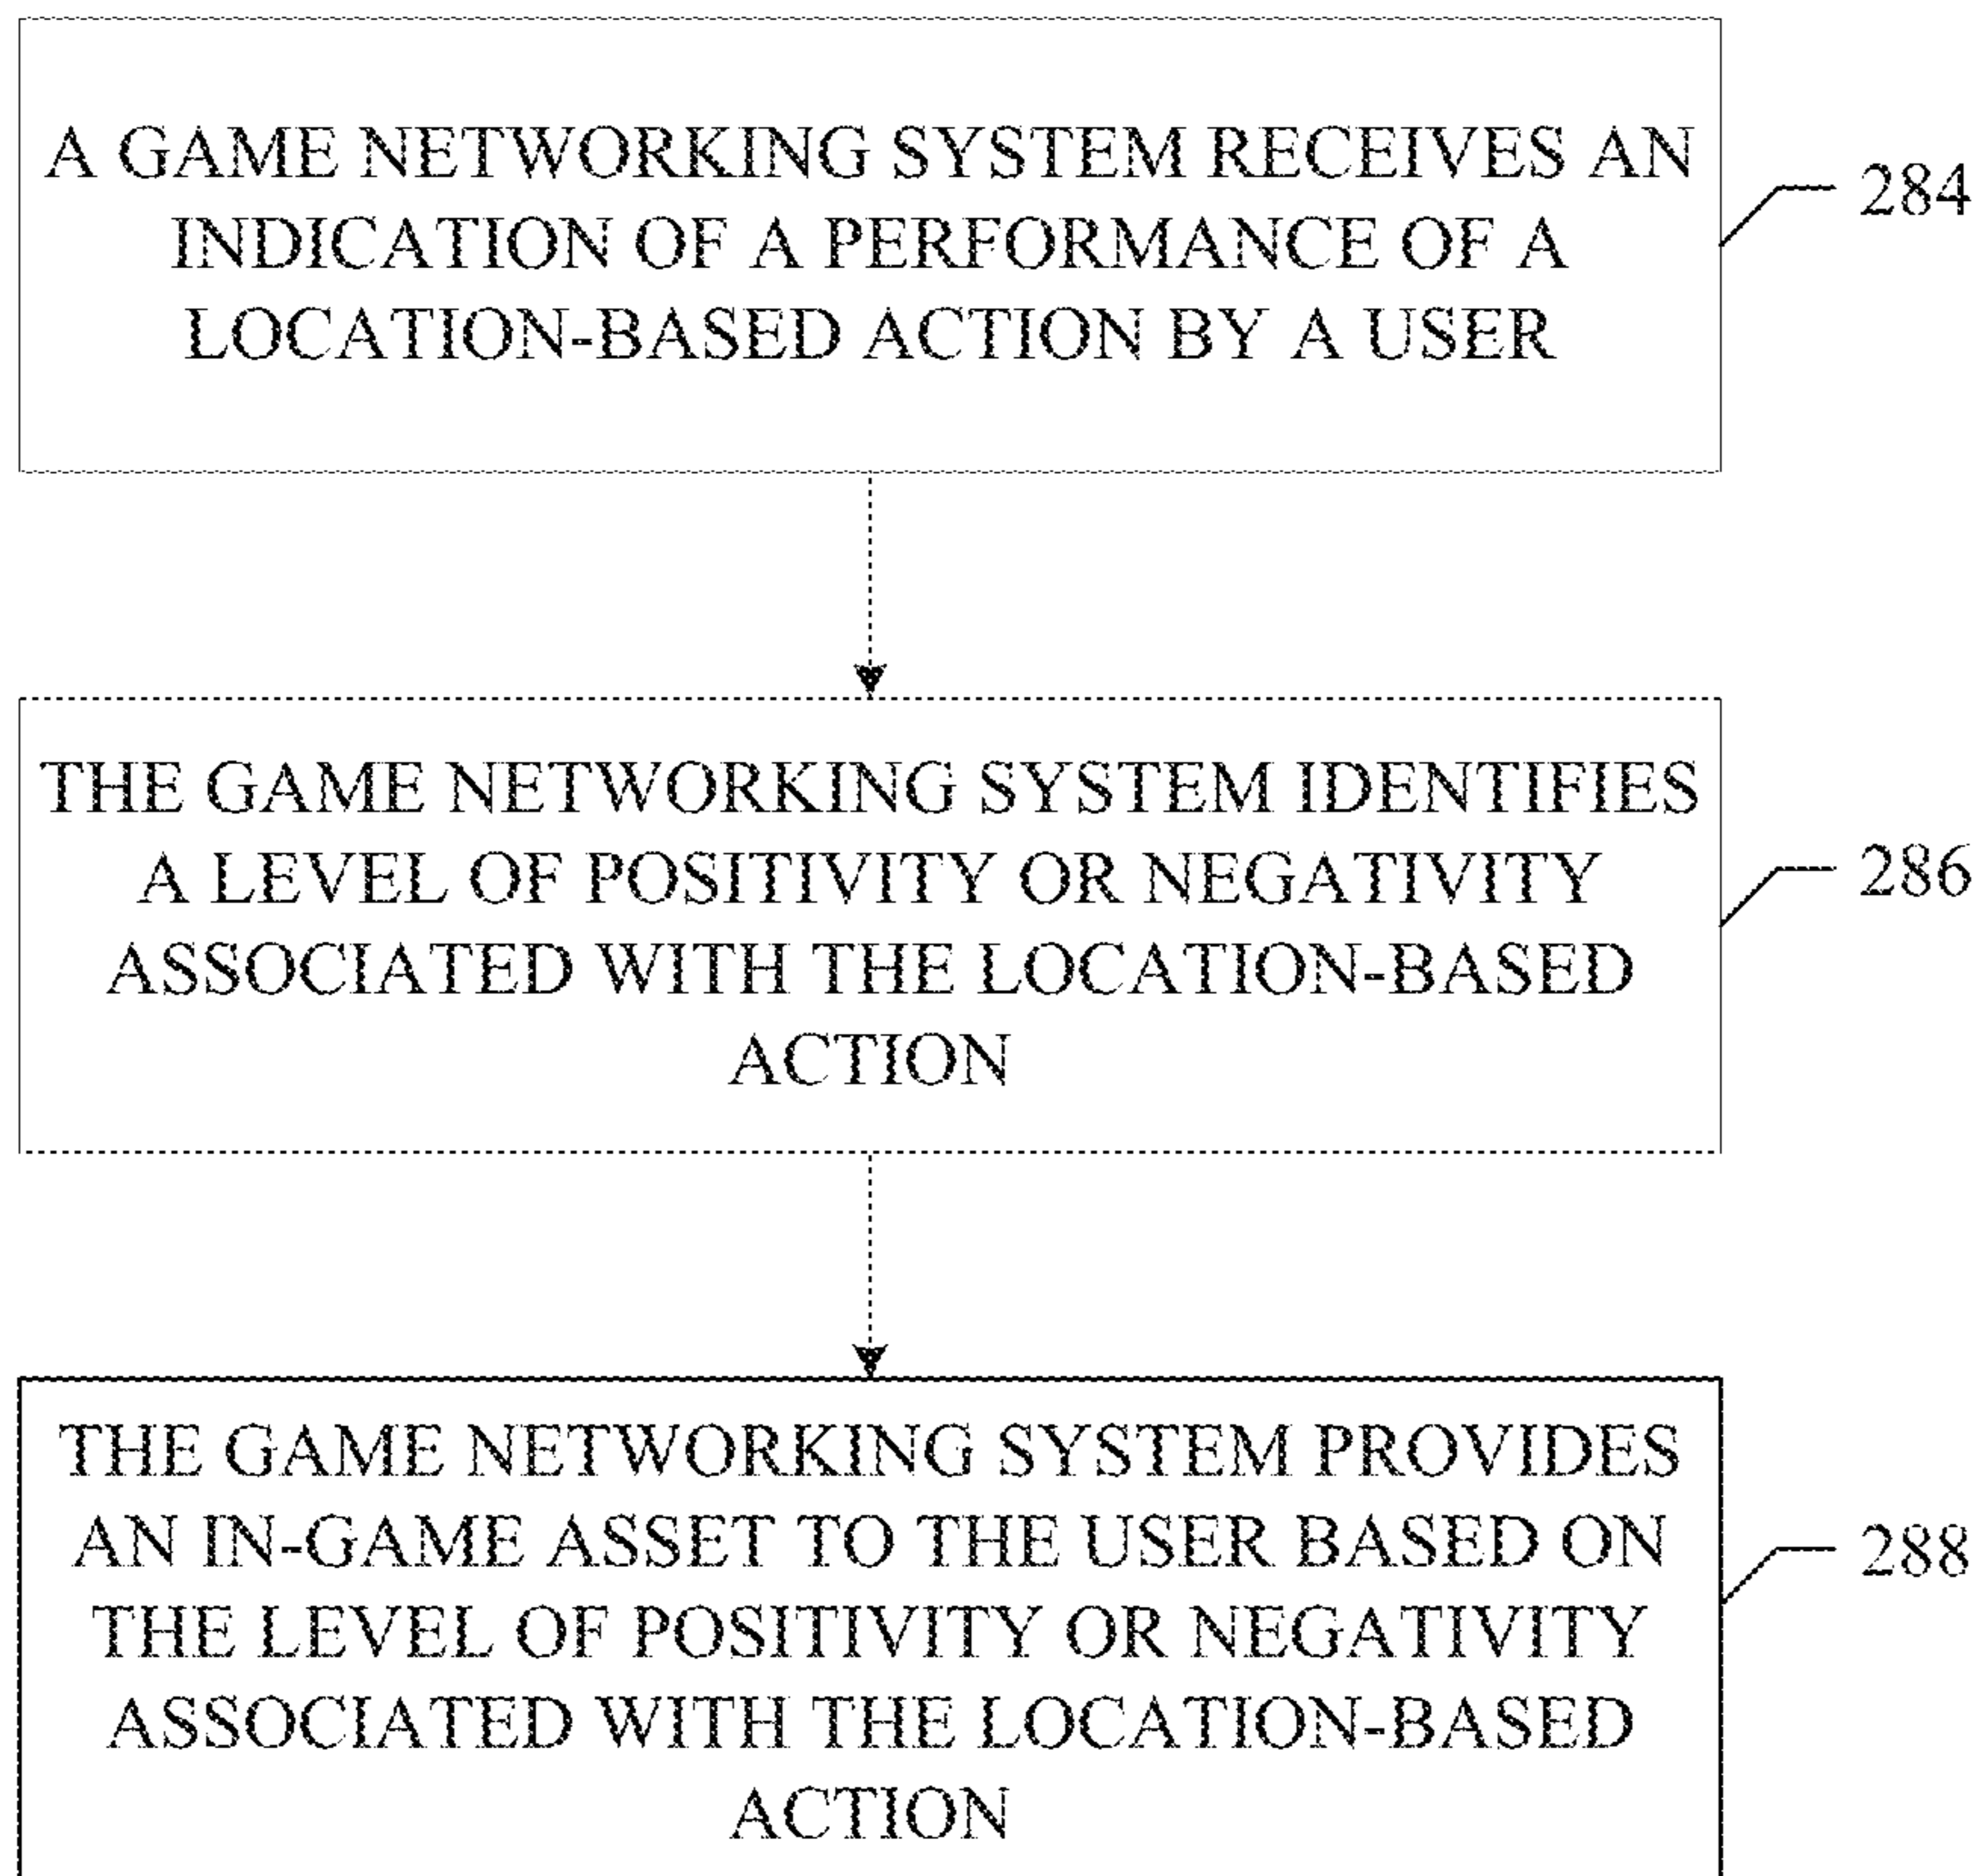 A GAME NETWORKING SYSTEM RECEIVES AN
INDICATION OF A PERFORMANCE OF A
LOCATION-BASED ACTION BY A USER
284
THE GAME NETWORKING SYSTEM IDENTIFIES
A LEVEL OF POSITIVITY OR NEGATIVITY
ASSOCIATED WITH THE LOCATION-BASED
ACTION
286
THE GAME NETWORKING SYSTEM PROVIDES
AN IN-GAME ASSET TO THE USER BASED ON
THE LEVEL OF POSITIVITY OR NEGATIVITY
ASSOCIATED WITH THE LOCATION-BASED
ACTION
288